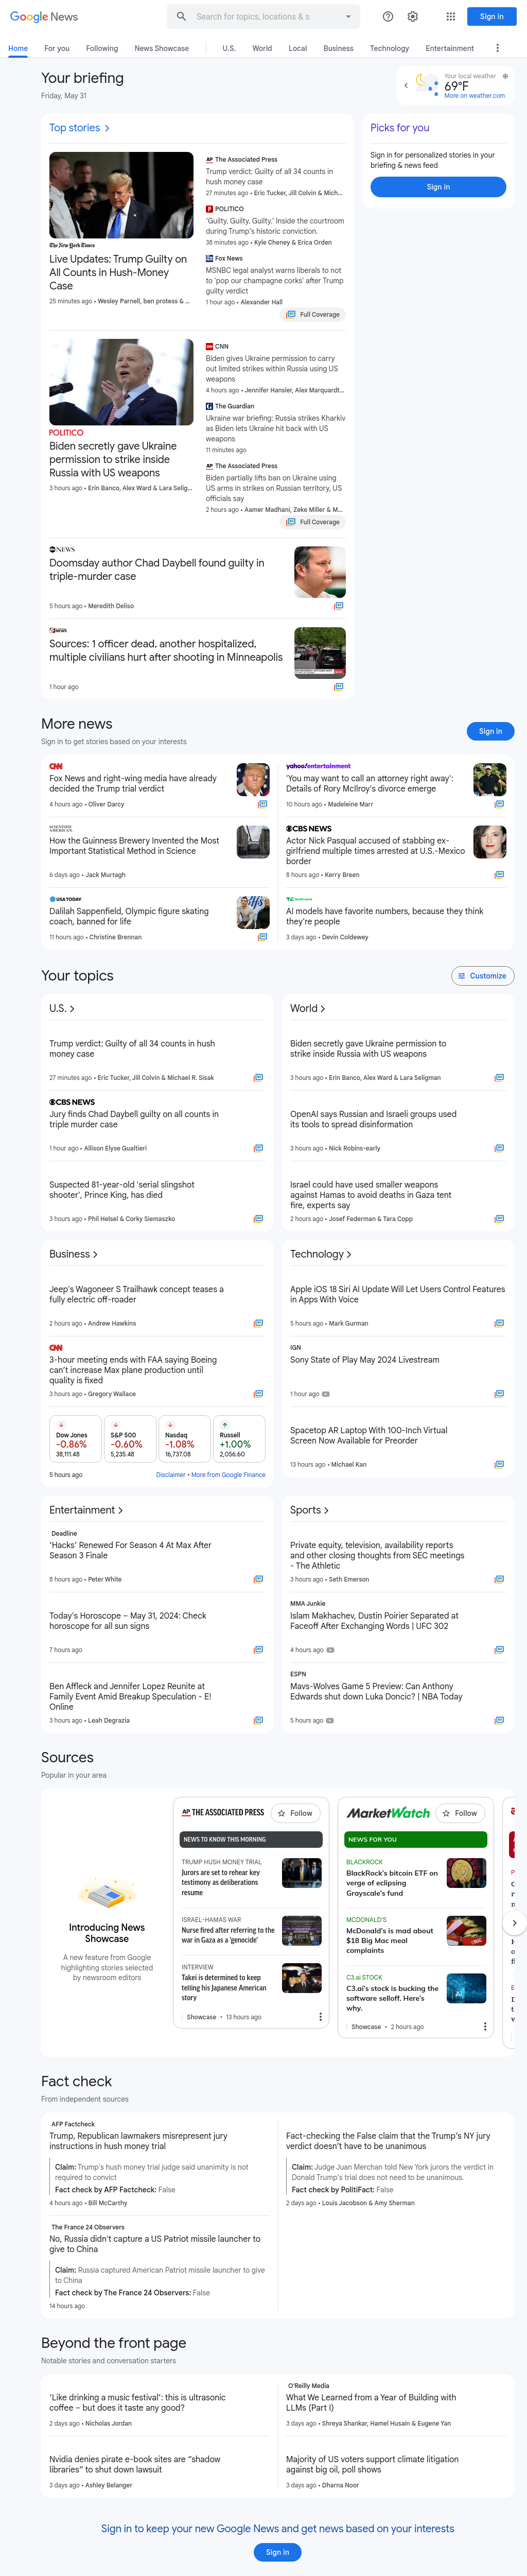 Google News
Search for topics, locations & s
Sign in
Home
For you
Following
News Showcase
U.S.
World
Local
Business
Technology
Entertainment
Your briefing
Friday, May 31
Your local weather
69°F
More on weather.com
Top stories
The New York Times
Live Updates: Trump Guilty on
All Counts in Hush-Money
Case
25 minutes ago • Wesley Parnell, ben protess & ...
AP The Associated Press
Trump verdict: Guilty of all 34 counts in
hush money case
27 minutes ago • Eric Tucker, Jill Colvin & Mich...
POLITICO
'Guilty. Guilty. Guilty.' Inside the courtroom
during Trump's historic conviction.
38 minutes ago • Kyle Cheney & Erica Orden
Fox News
MSNBC legal analyst warns liberals to not
to 'pop our champagne corks' after Trump
guilty verdict
1 hour ago • Alexander Hall
Full Coverage
Picks for you
Sign in for personalized stories in your
briefing & news feed
Sign in
POLITICO
Biden secretly gave Ukraine
permission to strike inside
Russia with US weapons
3 hours ago • Erin Banco, Alex Ward & Lara Selig...
CNN
Biden gives Ukraine permission to carry
out limited strikes within Russia using US
weapons
4 hours ago • Jennifer Hansler, Alex Marquardt...
The Guardian
Ukraine war briefing: Russia strikes Kharkiv
as Biden lets Ukraine hit back with US
weapons
11 minutes ago
AP The Associated Press
Biden partially lifts ban on Ukraine using
US arms in strikes on Russian territory, US
officials say
2 hours ago • Aamer Madhani, Zeke Miller & M...
Full Coverage
abc NEWS
Doomsday author Chad Daybell found guilty in
triple-murder case
5 hours ago • Meredith Deliso
NEWS
Sources: 1 officer dead, another hospitalized,
multiple civilians hurt after shooting in Minneapolis
1 hour ago
More news
Sign in to get stories based on your interests
Sign in
CNN
Fox News and right-wing media have already
decided the Trump trial verdict
4 hours ago • Oliver Darcy
yahoo!entertainment
'You may want to call an attorney right away':
Details of Rory McIlroy's divorce emerge
10 hours ago • Madeleine Marr
SCIENTIFIC
AMERICAN
How the Guinness Brewery Invented the Most
Important Statistical Method in Science
6 days ago • Jack Murtagh
CBS NEWS
Actor Nick Pasqual accused of stabbing ex-
girlfriend multiple times arrested at U.S.-Mexico
border
8 hours ago • Kerry Breen
USA TODAY
Dalilah Sappenfield, Olympic figure skating
coach, banned for life
11 hours ago • Christine Brennan
TechCrunch
AI models have favorite numbers, because they think
they're people
3 days ago • Devin Coldewey
Your topics
Customize
U.S.
Trump verdict: Guilty of all 34 counts in hush
money case
27 minutes ago • Eric Tucker, Jill Colvin & Michael R. Sisak
CBS NEWS
Jury finds Chad Daybell guilty on all counts in
triple murder case
1 hour ago • Allison Elyse Gualtieri
Suspected 81-year-old 'serial slingshot
shooter', Prince King, has died
3 hours ago • Phil Helsel & Corky Siemaszko
World
Biden secretly gave Ukraine permission to
strike inside Russia with US weapons
3 hours ago • Erin Banco, Alex Ward & Lara Seligman
OpenAI says Russian and Israeli groups used
its tools to spread disinformation
3 hours ago • Nick Robins-early
Israel could have used smaller weapons
against Hamas to avoid deaths in Gaza tent
fire, experts say
2 hours ago • Josef Federman & Tara Copp
Business
Jeep's Wagoneer S Trailhawk concept teases a
fully electric off-roader
2 hours ago • Andrew Hawkins
CNN
3-hour meeting ends with FAA saying Boeing
can't increase Max plane production until
quality is fixed
3 hours ago • Gregory Wallace
Dow Jones
-0.86%
38,111.48
S&P 500
-0.60%
5,235.48
Nasdaq
-1.08%
16,737.08
Russell
+1.00%
2,056.60
5 hours ago
Disclaimer • More from Google Finance
Technology
Apple iOS 18 Siri AI Update Will Let Users Control Features
in Apps With Voice
5 hours ago • Mark Gurman
IGN
Sony State of Play May 2024 Livestream
1 hour ago
Spacetop AR Laptop With 100-Inch Virtual
Screen Now Available for Preorder
13 hours ago • Michael Kan
Entertainment
Deadline
'Hacks' Renewed For Season 4 At Max After
Season 3 Finale
8 hours ago • Peter White
Today's Horoscope – May 31, 2024: Check
horoscope for all sun signs
7 hours ago
Ben Affleck and Jennifer Lopez Reunite at
Family Event Amid Breakup Speculation - E!
Online
3 hours ago • Leah Degrazia
Sports
Private equity, television, availability reports
and other closing thoughts from SEC meetings
- The Athletic
3 hours ago • Seth Emerson
MMA Junkie
Islam Makhachev, Dustin Poirier Separated at
Faceoff After Exchanging Words | UFC 302
4 hours ago
ESPN
Mavs-Wolves Game 5 Preview: Can Anthony
Edwards shut down Luka Doncic? | NBA Today
5 hours ago
Sources
Popular in your area
Introducing News
Showcase
A new feature from Google
highlighting stories selected
by newsroom editors
AP THE ASSOCIATED PRESS
Follow
NEWS TO KNOW THIS MORNING
TRUMP HUSH MONEY TRIAL
Jurors are set to rehear key
testimony as deliberations
resume
ISRAEL-HAMAS WAR
Nurse fired after referring to the
war in Gaza as a 'genocide'
INTERVIEW
Takei is determined to keep
telling his Japanese American
story
Showcase • 13 hours ago
MarketWatch
Follow
NEWS FOR YOU
BLACKROCK
BlackRock's bitcoin ETF on
verge of eclipsing
Grayscale's fund
MCDONALD'S
McDonald's is mad about
$18 Big Mac meal
complaints
C3.ai STOCK
C3.ai's stock is bucking the
software selloff. Here's
why.
Showcase • 2 hours ago
Fact check
From independent sources
AFP Factcheck
Trump, Republican lawmakers misrepresent jury
instructions in hush money trial
Claim: Trump's hush money trial judge said unanimity is not
required to convict
Fact check by AFP Factcheck: False
4 hours ago • Bill McCarthy
Fact-checking the False claim that the Trump's NY jury
verdict doesn't have to be unanimous
Claim: Judge Juan Merchan told New York jurors the verdict in
Donald Trump's trial does not need to be unanimous.
Fact check by PolitiFact: False
2 days ago • Louis Jacobson & Amy Sherman
The France 24 Observers
No, Russia didn't capture a US Patriot missile launcher to
give to China
Claim: Russia captured American Patriot missile launcher to give
to China
Fact check by The France 24 Observers: False
14 hours ago
Beyond the front page
Notable stories and conversation starters
'Like drinking a music festival': this is ultrasonic
coffee – but does it taste any good?
2 days ago • Nicholas Jordan
O'Reilly Media
What We Learned from a Year of Building with
LLMs (Part I)
3 days ago • Shreya Shankar, Hamel Husain & Eugene Yan
Nvidia denies pirate e-book sites are "shadow
libraries" to shut down lawsuit
3 days ago • Ashley Belanger
Majority of US voters support climate litigation
against big oil, poll shows
3 days ago • Dharna Noor
Sign in to keep your new Google News and get news based on your interests
Sign in